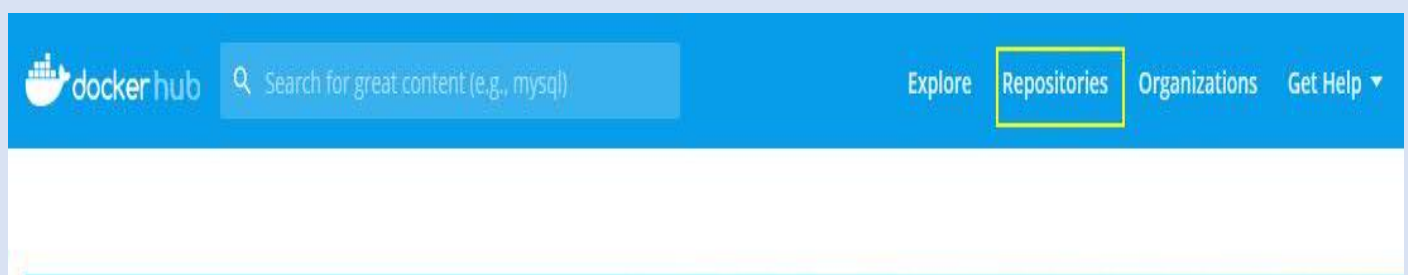 docker hub
Search for great content (e.g., mysql)
Explore
Repositories
Organizations
Get Help